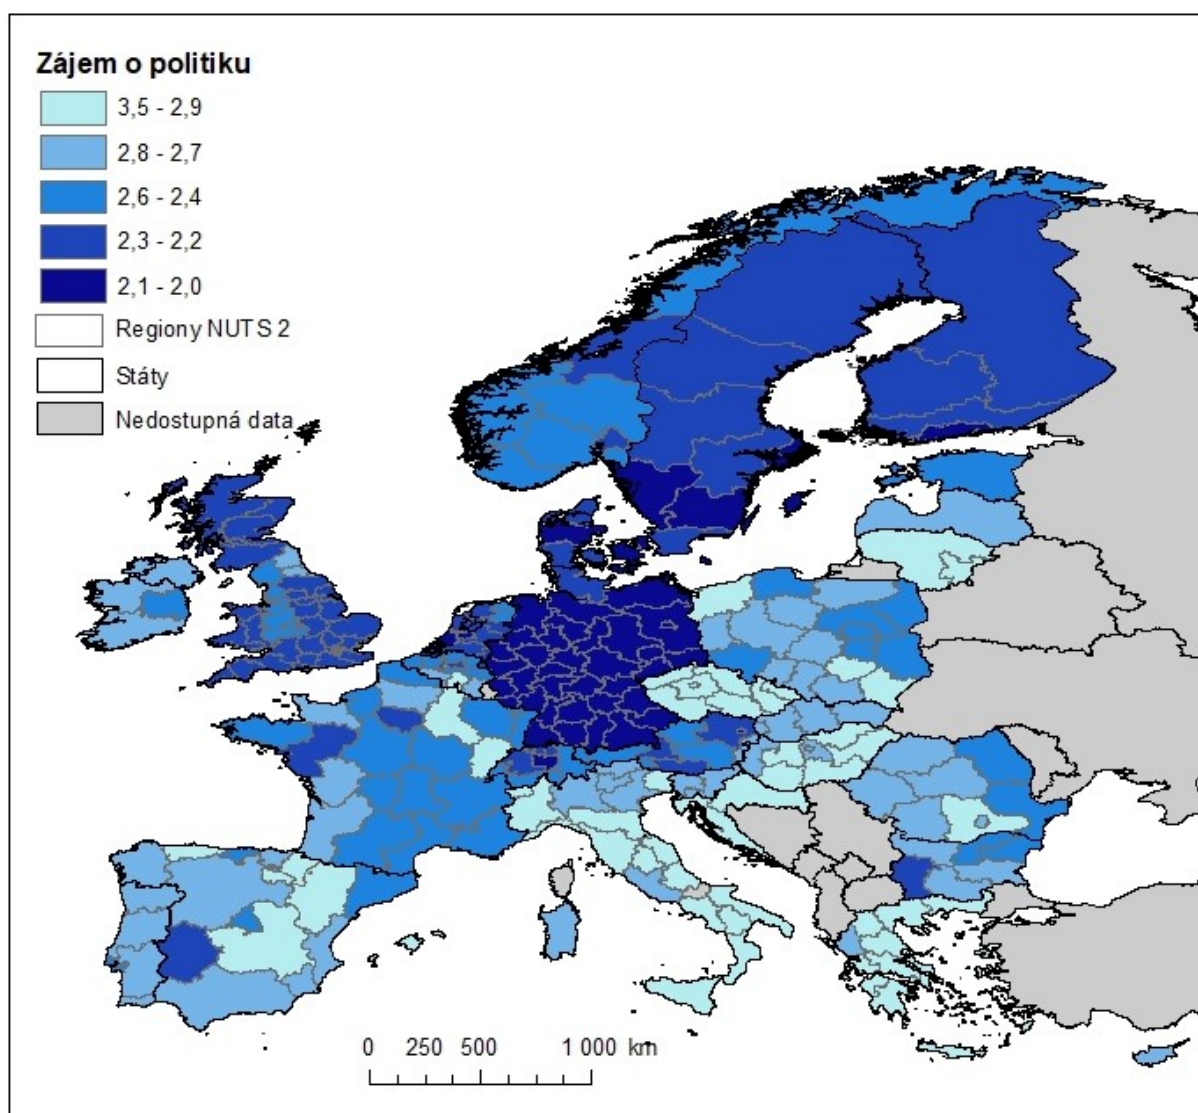 Zájem o politiku
3,5 - 2,9
2,8 - 2,7
2,6 - 2,4
2,3 - 2,2
2,1 - 2,0
Regiony NUTS 2
Státy
Nedostupná data
0 250 500 1 000 km